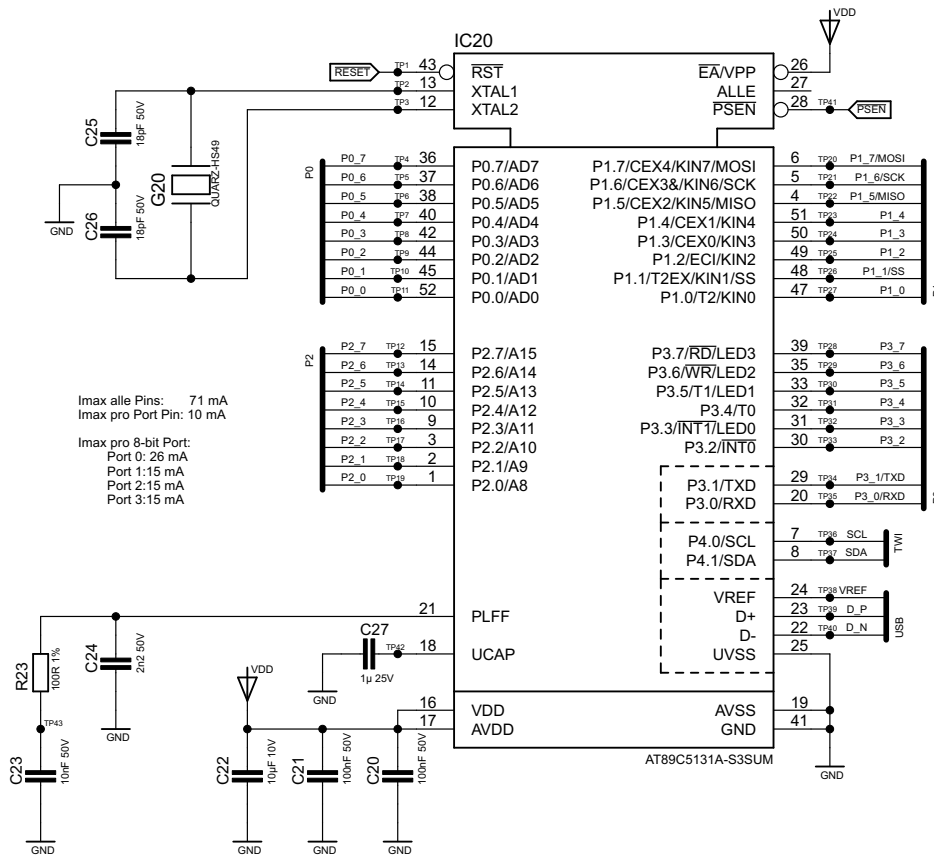 VDD
IC20
RESET TP1 43 RST EA/VPP 26
TP2 13 XTAL1 ALLE 27
TP3 12 XTAL2 PSEN 28 TP41 PSEN
C25 18pF 50V
G20 QUARZ-HS49
C26 18pF 50V
GND
P0
P0_7 TP4 36 P0.7/AD7 P1.7/CEX4/KIN7/MOSI 6 TP20 P1_7/MOSI
P0_6 TP5 37 P0.6/AD6 P1.6/CEX3&/KIN6/SCK 5 TP21 P1_6/SCK
P0_5 TP6 38 P0.5/AD5 P1.5/CEX2/KIN5/MISO 4 TP22 P1_5/MISO
P0_4 TP7 40 P0.4/AD4 P1.4/CEX1/KIN4 51 TP23 P1_4
P0_3 TP8 42 P0.3/AD3 P1.3/CEX0/KIN3 50 TP24 P1_3
P0_2 TP9 44 P0.2/AD2 P1.2/ECI/KIN2 49 TP25 P1_2
P0_1 TP10 45 P0.1/AD1 P1.1/T2EX/KIN1/SS 48 TP26 P1_1/SS
P0_0 TP11 52 P0.0/AD0 P1.0/T2/KIN0 47 TP27 P1_0
P2
P2_7 TP12 15 P2.7/A15 P3.7/RD/LED3 39 TP28 P3_7
P2_6 TP13 14 P2.6/A14 P3.6/WR/LED2 35 TP29 P3_6
P2_5 TP14 11 P2.5/A13 P3.5/T1/LED1 33 TP30 P3_5
P2_4 TP15 10 P2.4/A12 P3.4/T0 32 TP31 P3_4
P2_3 TP16 9 P2.3/A11 P3.3/INT1/LED0 31 TP32 P3_3
P2_2 TP17 3 P2.2/A10 P3.2/INT0 30 TP33 P3_2
P2_1 TP18 2 P2.1/A9
P2_0 TP19 1 P2.0/A8 P3.1/TXD 29 TP34 P3_1/TXD
P3.0/RXD 20 TP35 P3_0/RXD
Imax alle Pins: 71 mA
Imax pro Port Pin: 10 mA
Imax pro 8-bit Port:
Port 0: 26 mA
Port 1:15 mA
Port 2:15 mA
Port 3:15 mA
P4.0/SCL 7 TP36 SCL
P4.1/SDA 8 TP37 SDA
TWI
VREF 24 TP38 VREF
21 PLFF D+ 23 TP39 D_P
D- 22 TP40 D_N
USB
C27 1µ 25V TP42 18 UCAP UVSS 25
GND
R23 100R 1%
C24 2n2 50V
GND
VDD
16 VDD AVSS 19
17 AVDD GND 41
TP43
AT89C5131A-S3SUM
GND
C23 10nF 50V
C22 10µF 10V
C21 100nF 50V
C20 100nF 50V
GND
GND
GND
GND